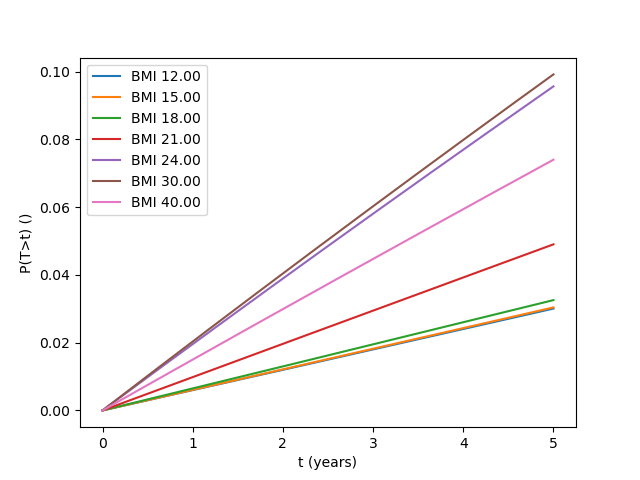 BMI 12.00
BMI 15.00
BMI 18.00
BMI 21.00
BMI 24.00
BMI 30.00
BMI 40.00
P(T>t) ()
0.10
0.08
0.06
0.04
0.02
0.00
0 1 2 3 4 5
t (years)